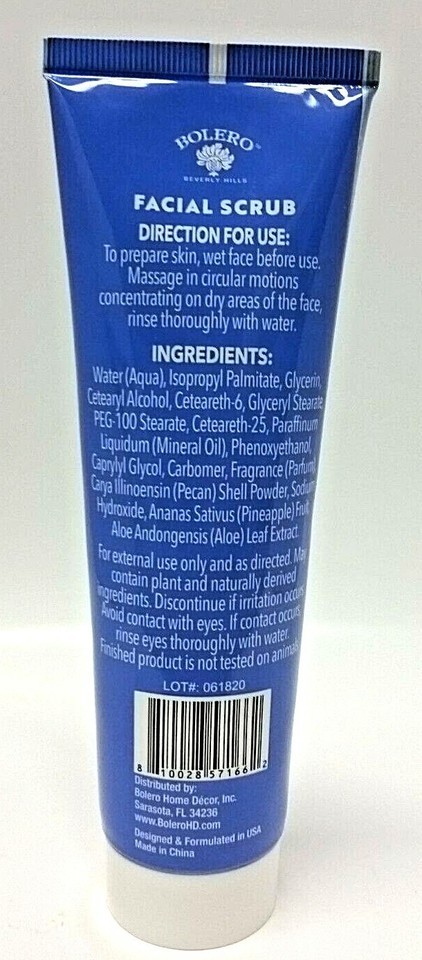 BOLERO™
BEVERLY HILLS
FACIAL SCRUB
DIRECTION FOR USE:
To prepare skin, wet face before use.
Massage in circular motions
concentrating on dry areas of the face,
rinse thoroughly with water.
INGREDIENTS:
Water (Aqua), Isopropyl Palmitate, Glycerin,
Cetearyl Alcohol, Ceteareth-6, Glyceryl Stearate
PEG-100 Stearate, Ceteareth-25, Paraffinum
Liquidum (Mineral Oil), Phenoxyethanol,
Caprylyl Glycol, Carbomer, Fragrance (Parfum),
Carya Illinoensin (Pecan) Shell Powder, Sodium
Hydroxide, Ananas Sativus (Pineapple) Fruit,
Aloe Andongensis (Aloe) Leaf Extract.
For external use only and as directed. May
contain plant and naturally derived
ingredients. Discontinue if irritation occurs.
Avoid contact with eyes. If contact occurs,
rinse eyes thoroughly with water.
Finished product is not tested on animals
LOT#: 061820
8 10028 57166 2
Distributed by:
Bolero Home Décor, Inc.
Sarasota, FL 34236
www.BoleroHD.com
Designed & Formulated in USA
Made in China